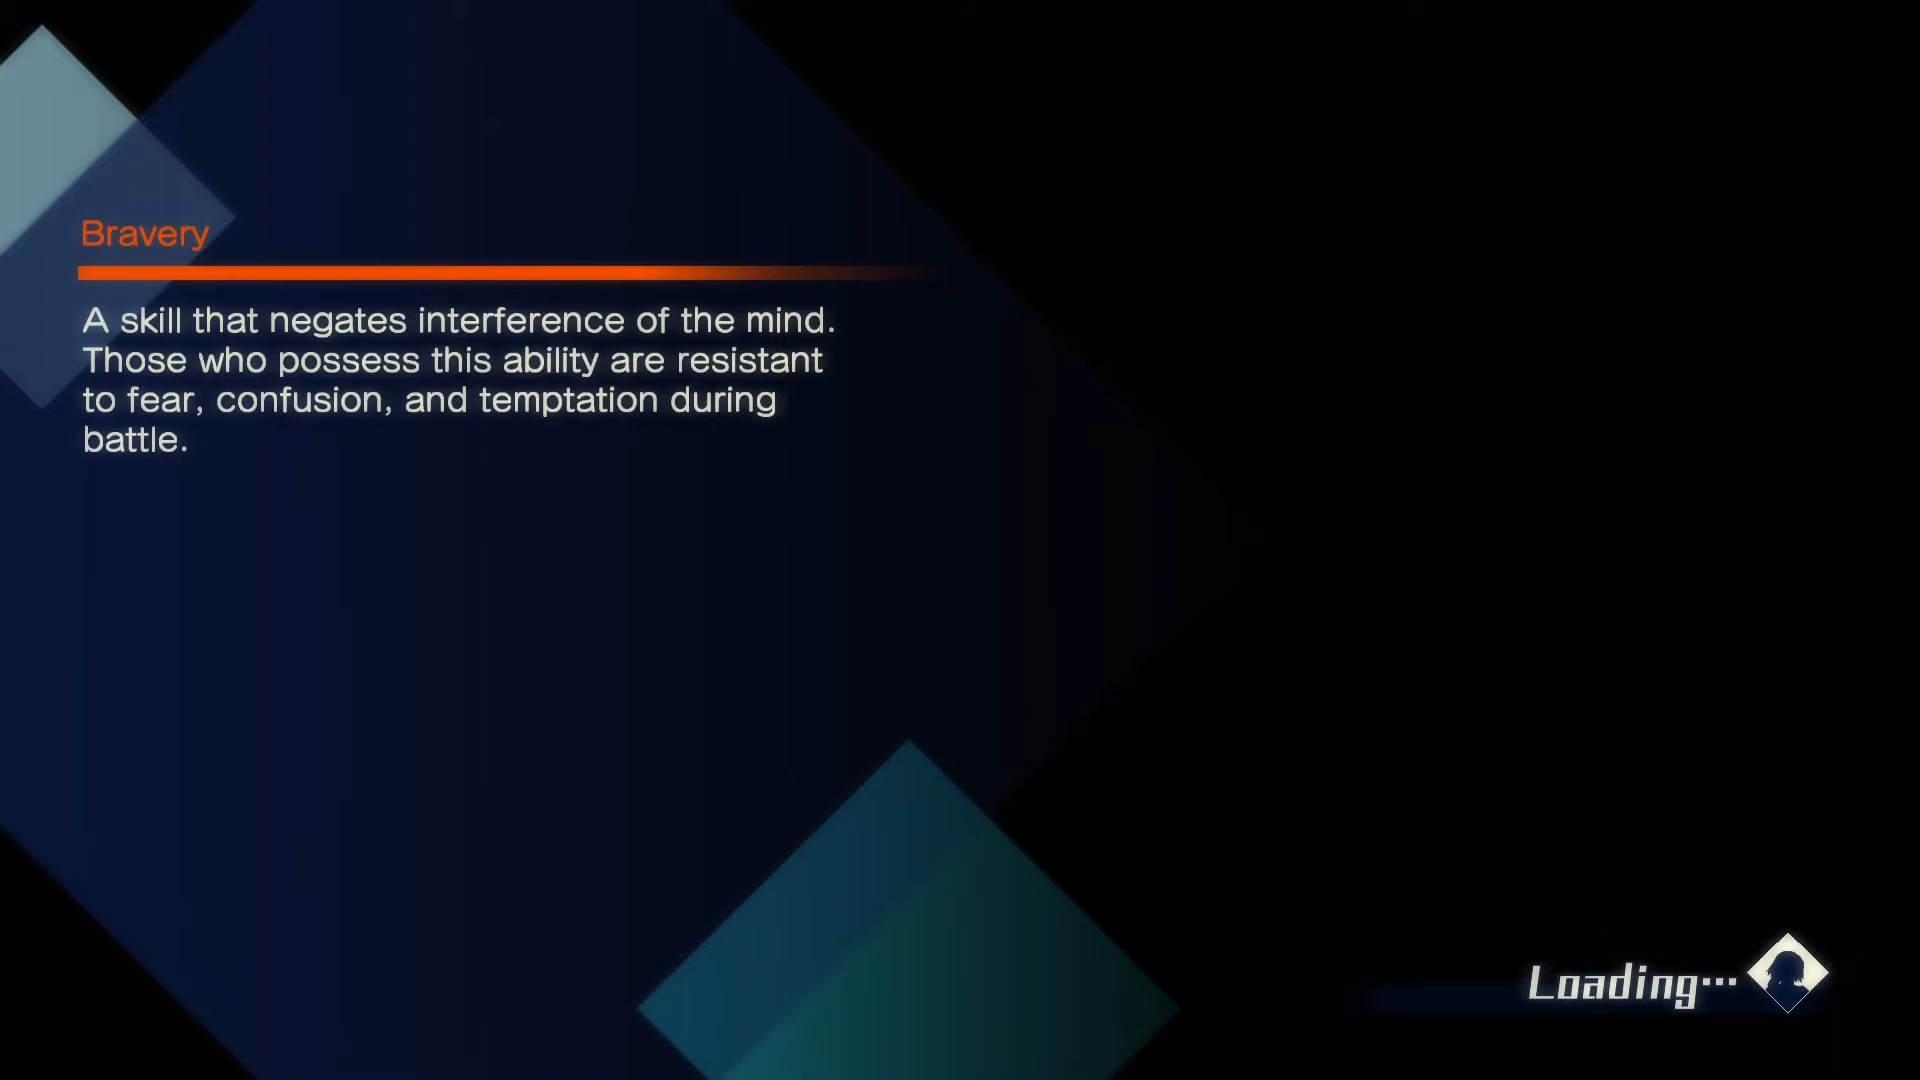 Bravery
A skill that negates interference of the mind.
Those who possess this ability are resistant
to fear, confusion, and temptation during
battle.
Loading…